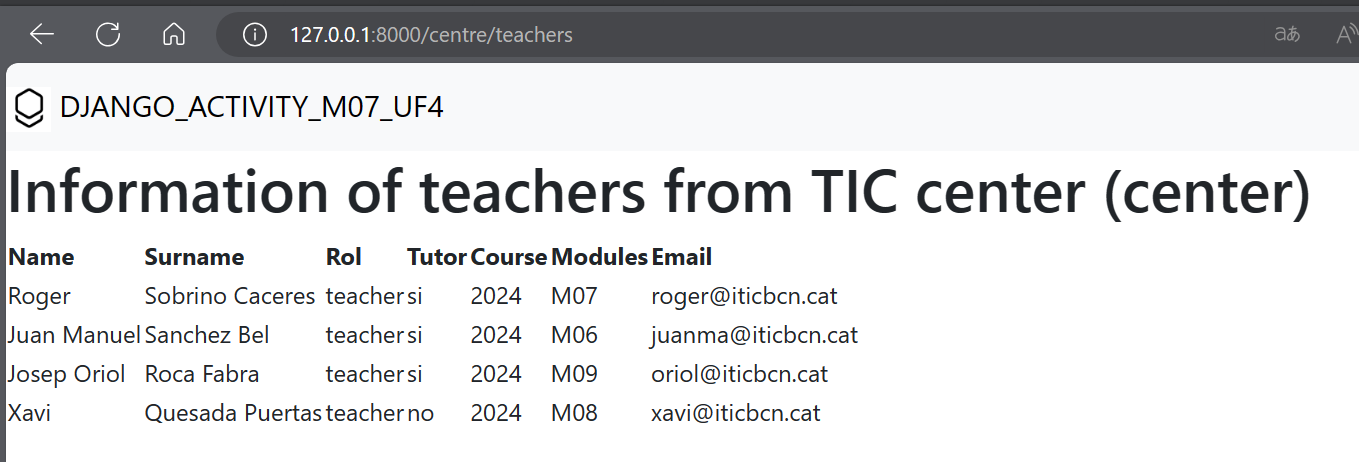 127.0.0.1:8000/centre/teachers aあ A
DJANGO_ACTIVITY_M07_UF4
Information of teachers from TIC center (center)
Name Surname Rol Tutor Course Modules Email
Roger Sobrino Caceres teacher si 2024 M07 roger@iticbcn.cat
Juan Manuel Sanchez Bel teacher si 2024 M06 juanma@iticbcn.cat
Josep Oriol Roca Fabra teacher si 2024 M09 oriol@iticbcn.cat
Xavi Quesada Puertas teacher no 2024 M08 xavi@iticbcn.cat